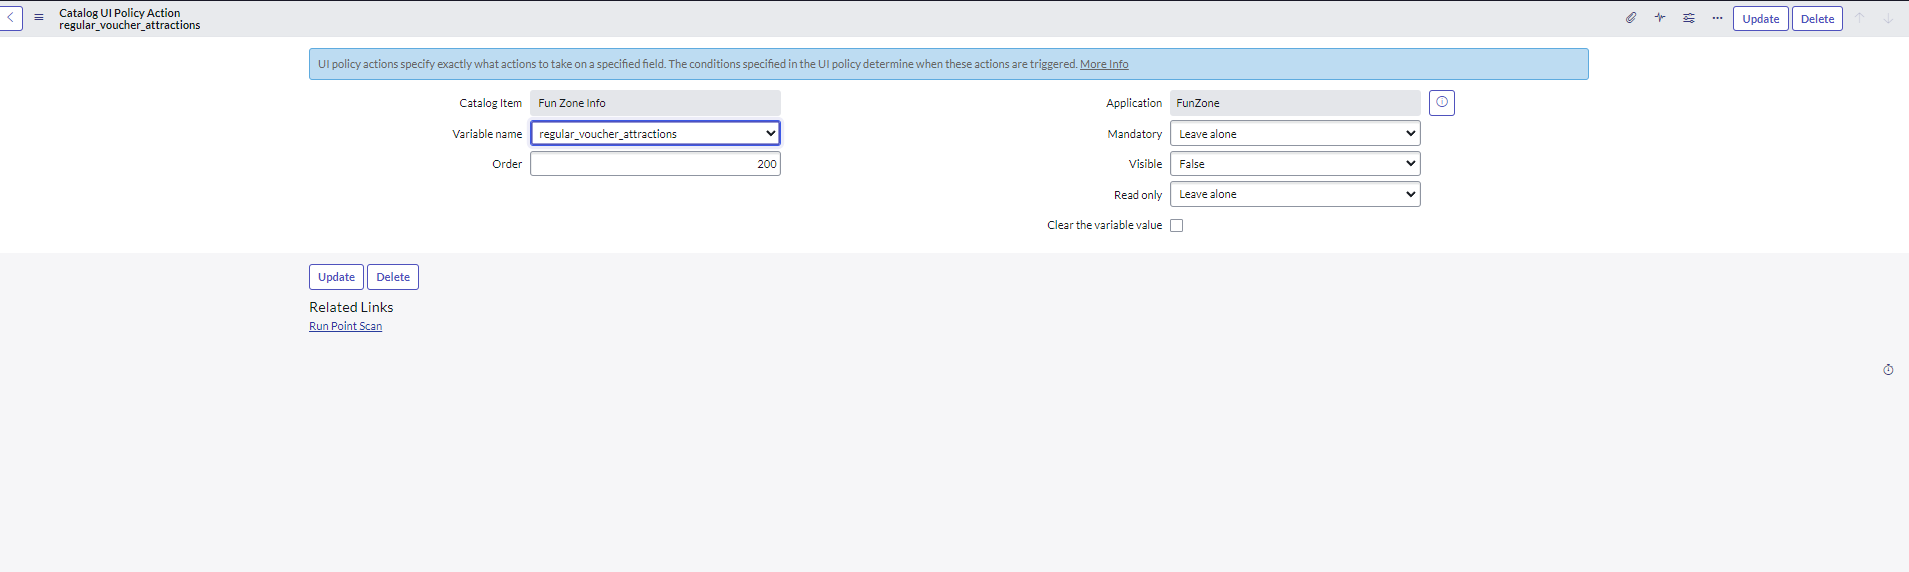 Catalog UI Policy Action
regular_voucher_attractions
Update Delete
UI policy actions specify exactly what actions to take on a specified field. The conditions specified in the UI policy determine when these actions are triggered. More Info
Catalog Item Fun Zone Info
Application FunZone
Variable name regular_voucher_attractions
Mandatory Leave alone
Order 200
Visible False
Read only Leave alone
Clear the variable value
Update Delete
Related Links
Run Point Scan